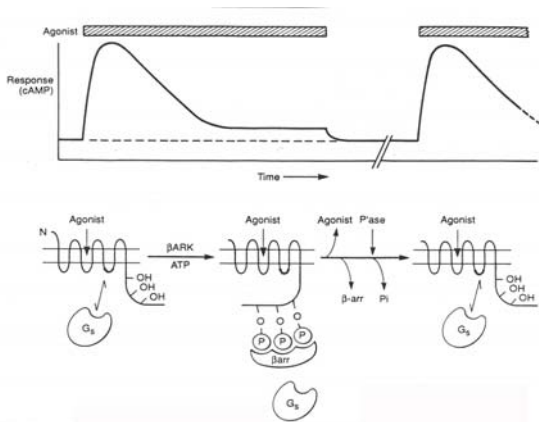 Agonist
Response
(cAMP)
Time
Agonist
βARK
Agonist
Agonist
P'ase
Agonist
N
ATP
OH
OH
OH
β-arr
Pi
OH
OH
OH
Gs
O
O
O
P
P
P
βarr
Gs
Gs